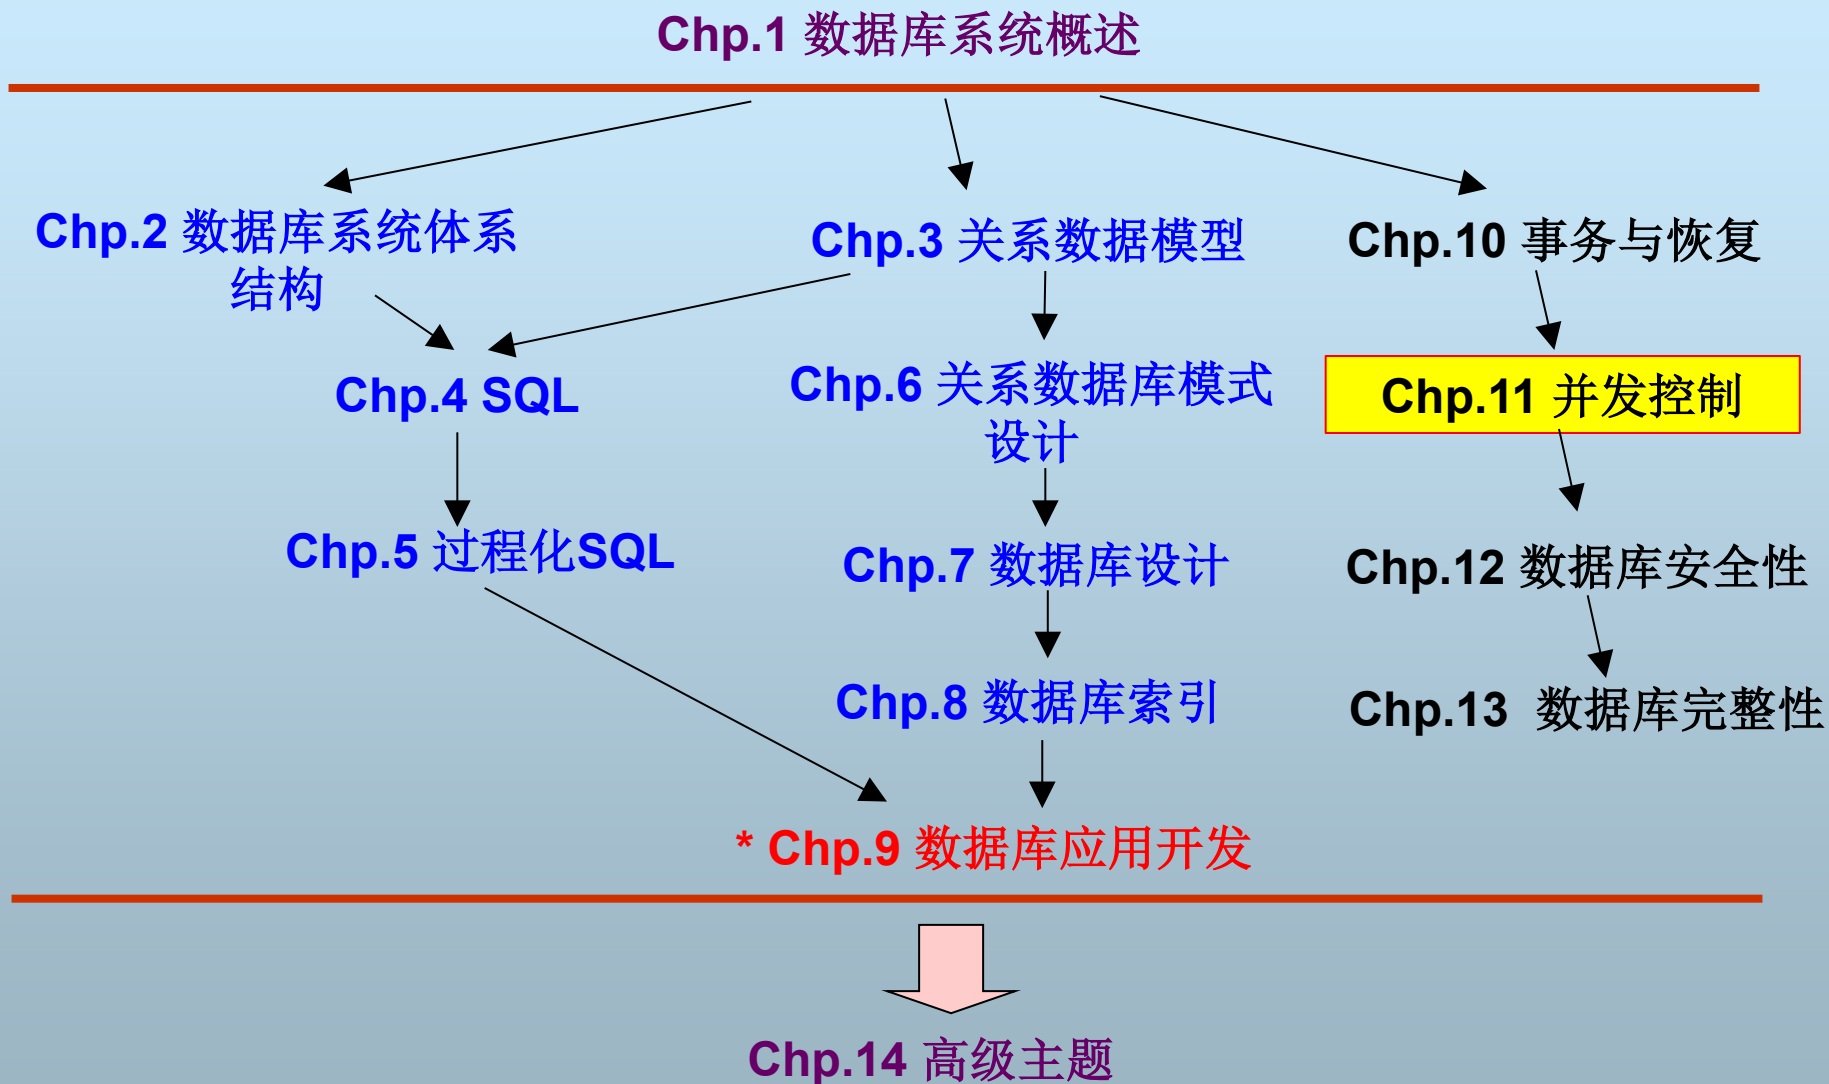 Chp.1 数据库系统概述
Chp.2 数据库系统体系
结构
Chp.3 关系数据模型
Chp.10 事务与恢复
Chp.4 SQL
Chp.6 关系数据库模式
设计
Chp.11 并发控制
Chp.5 过程化SQL
Chp.7 数据库设计
Chp.12 数据库安全性
Chp.8 数据库索引
Chp.13 数据库完整性
* Chp.9 数据库应用开发
Chp.14 高级主题